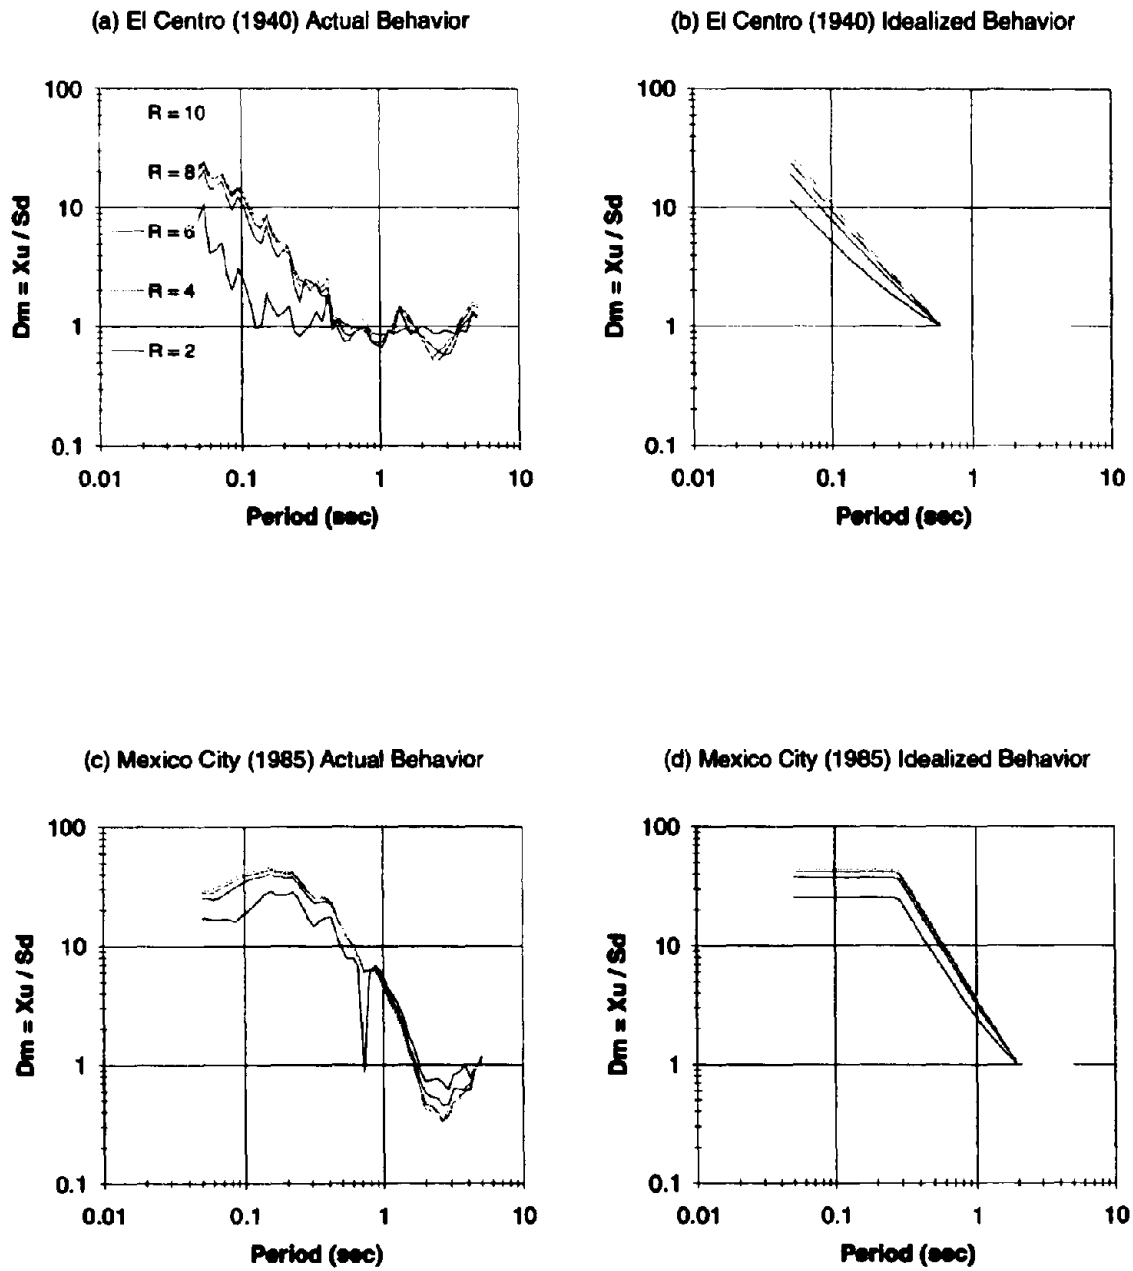 (a) El Centro (1940) Actual Behavior
100
10
1
0.1
Dm = Xu / Sd
R = 10
R = 8
R = 6
R = 4
R = 2
0.01 0.1 1 10
Period (sec)
(b) El Centro (1940) Idealized Behavior
100
10
1
0.1
Dm = Xu / Sd
0.01 0.1 1 10
Period (sec)
(c) Mexico City (1985) Actual Behavior
100
10
1
0.1
Dm = Xu / Sd
0.01 0.1 1 10
Period (sec)
(d) Mexico City (1985) Idealized Behavior
100
10
1
0.1
Dm = Xu / Sd
0.01 0.1 1 10
Period (sec)